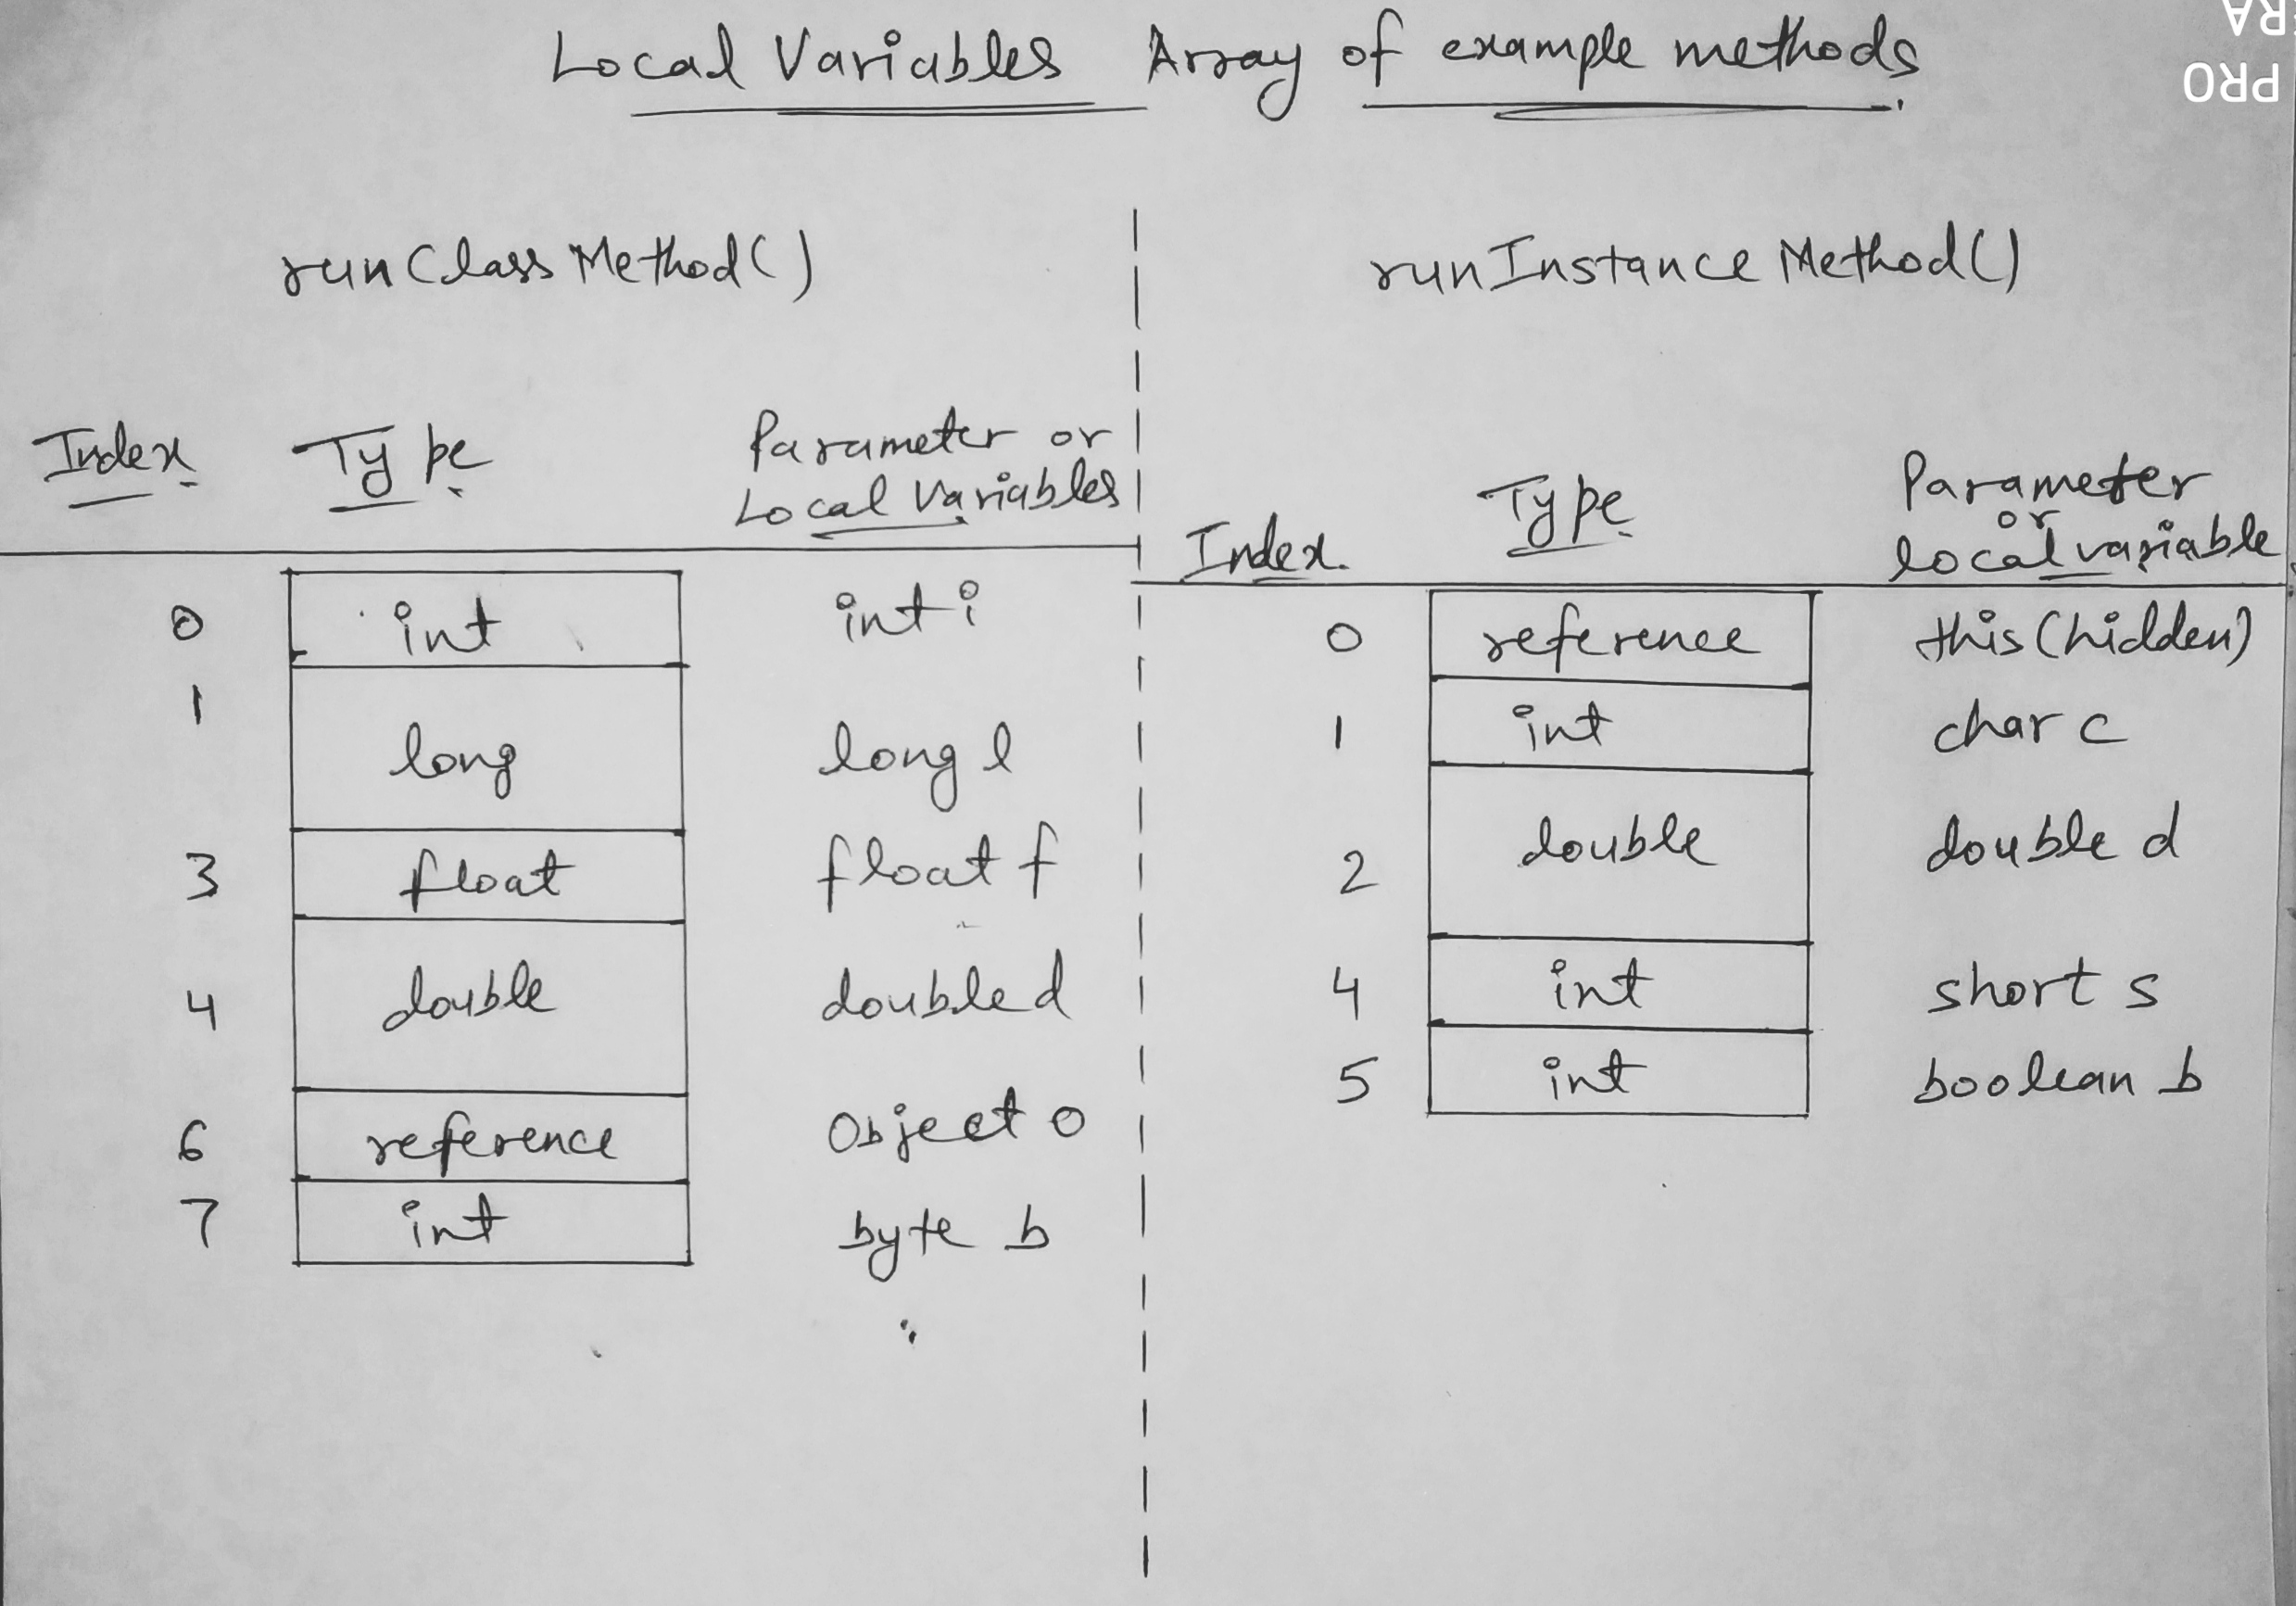 Local Variables Array of example methods
runClassMethod()
Index Type Parameter or
Local Variables
0 int int i
1
long long l
3 float float f
4 double double d
6 reference Object o
7 int byte b
runInstanceMethod()
Index Type Parameter
or
local variable
0 reference this (hidden)
1 int char c
2 double double d
4 int short s
5 int boolean b
PRO
RA